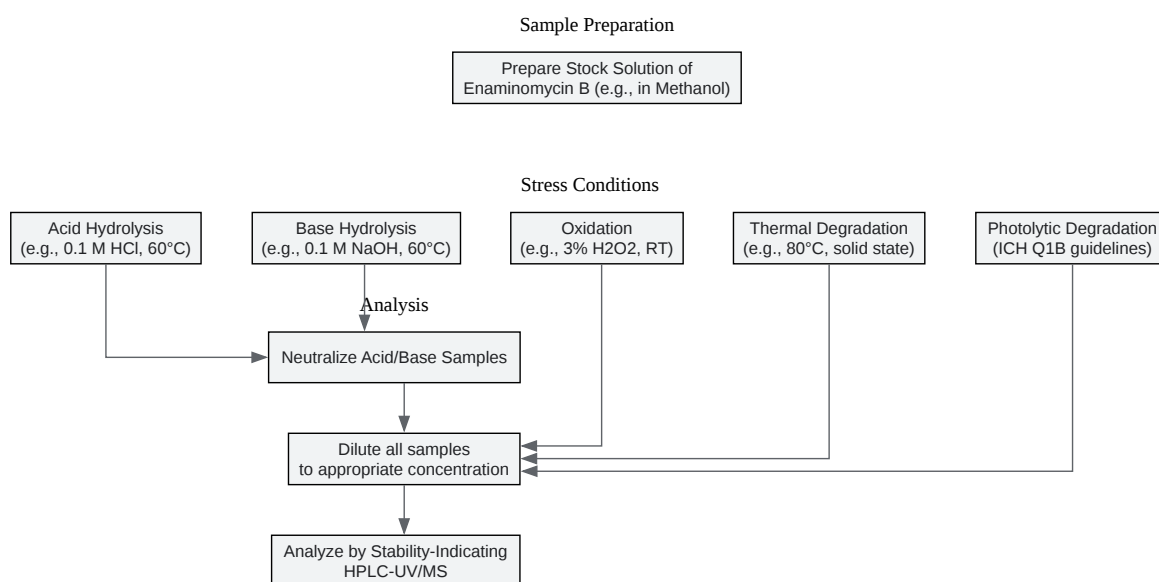 Sample Preparation
Prepare Stock Solution of
Enaminomycin B (e.g., in Methanol)
Stress Conditions
Acid Hydrolysis
(e.g., 0.1 M HCl, 60°C)
Base Hydrolysis
(e.g., 0.1 M NaOH, 60°C)
Oxidation
(e.g., 3% H2O2, RT)
Thermal Degradation
(e.g., 80°C, solid state)
Photolytic Degradation
(ICH Q1B guidelines)
Analysis
Neutralize Acid/Base Samples
Dilute all samples
to appropriate concentration
Analyze by Stability-Indicating
HPLC-UV/MS